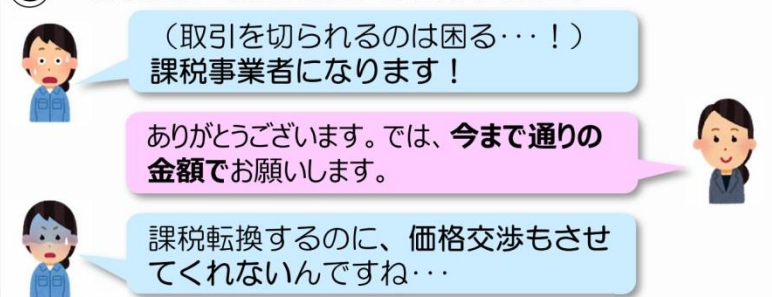 （取引を切られるのは困る･･･！）
課税事業者になります！
ありがとうございます。では、今まで通りの
金額でお願いします。
課税転換するのに、価格交渉もさせ
てくれないんですね･･･